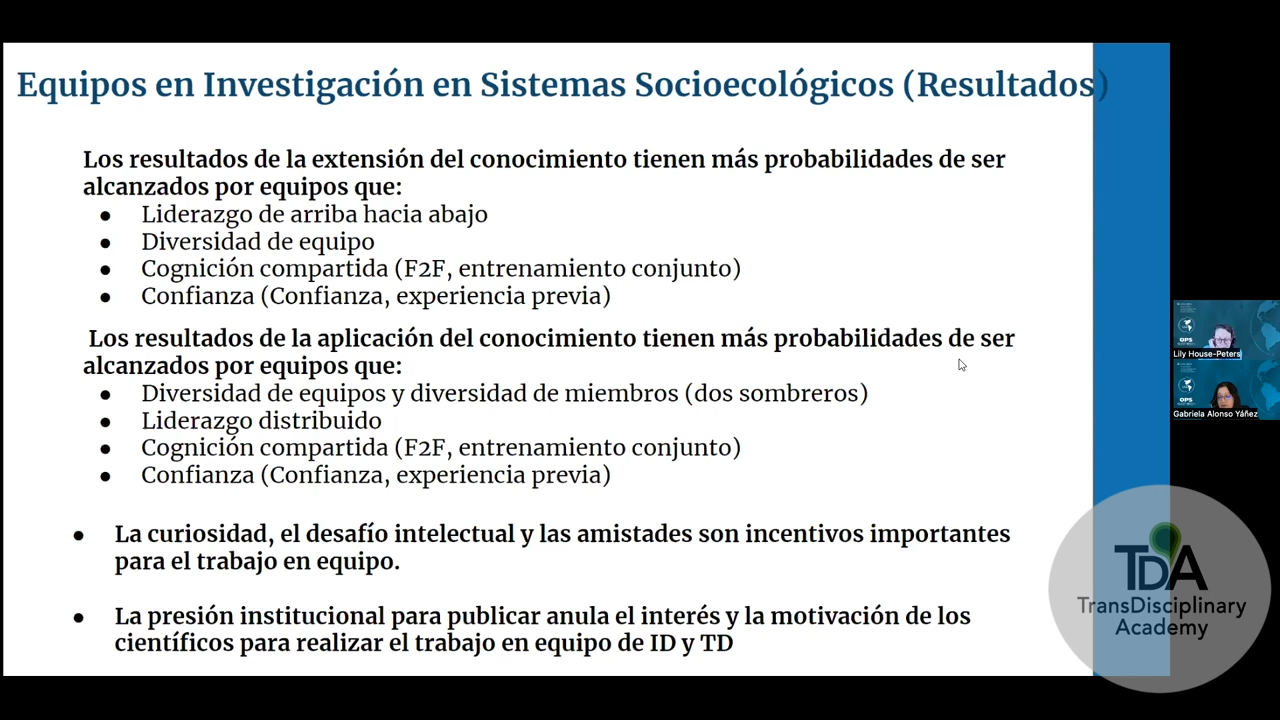 Equipos en Investigación en Sistemas Socioecológicos (Resultados)
Los resultados de la extensión del conocimiento tienen más probabilidades de ser
alcanzados por equipos que:
● Liderazgo de arriba hacia abajo
● Diversidad de equipo
● Cognición compartida (F2F, entrenamiento conjunto)
● Confianza (Confianza, experiencia previa)
Los resultados de la aplicación del conocimiento tienen más probabilidades de ser
alcanzados por equipos que:
● Diversidad de equipos y diversidad de miembros (dos sombreros)
● Liderazgo distribuido
● Cognición compartida (F2F, entrenamiento conjunto)
● Confianza (Confianza, experiencia previa)
● La curiosidad, el desafío intelectual y las amistades son incentivos importantes
para el trabajo en equipo.
● La presión institucional para publicar anula el interés y la motivación de los
científicos para realizar el trabajo en equipo de ID y TD
Lily House-Peters
OPS
Gabriela Alonso Yáñez
TDA
TransDisciplinary
Academy